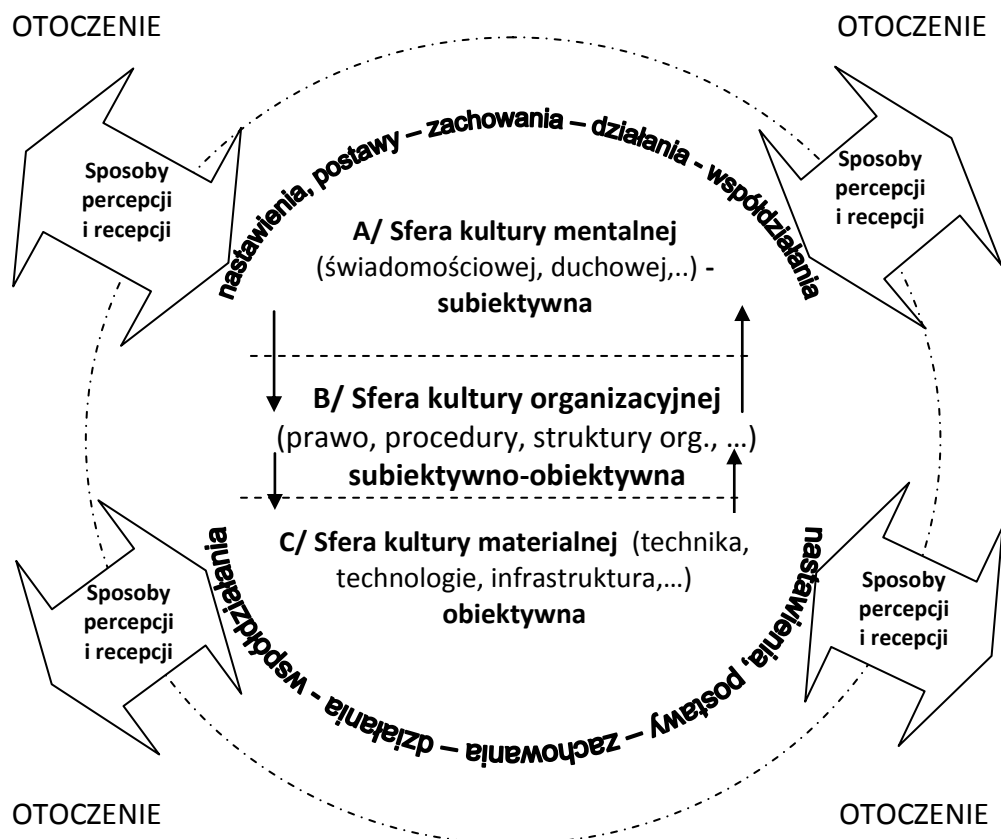 OTOCZENIE
OTOCZENIE
nastawienia, postawy – zachowania – działania - współdziałania
Sposoby
percepcji
i recepcji
Sposoby
percepcji
i recepcji
A/ Sfera kultury mentalnej
(świadomościowej, duchowej,..) -
subiektywna
B/ Sfera kultury organizacyjnej
(prawo, procedury, struktury org., …)
subiektywno-obiektywna
C/ Sfera kultury materialnej (technika,
technologie, infrastruktura,…)
obiektywna
Sposoby
percepcji
i recepcji
Sposoby
percepcji
i recepcji
nastawienia, postawy – zachowania – działania - współdziałania
OTOCZENIE
OTOCZENIE